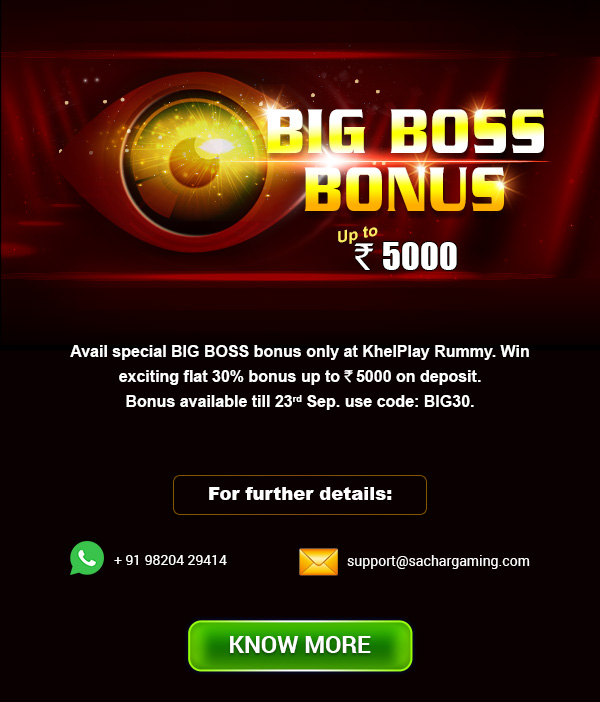 BIG BOSS
BÖNUS
Up to
₹ 5000
Avail special BIG BOSS bonus only at KhelPlay Rummy. Win
exciting flat 30% bonus up to ₹ 5000 on deposit.
Bonus available till 23rd Sep. use code: BIG30.
For further details:
+ 91 98204 29414
support@sachargaming.com
KNOW MORE